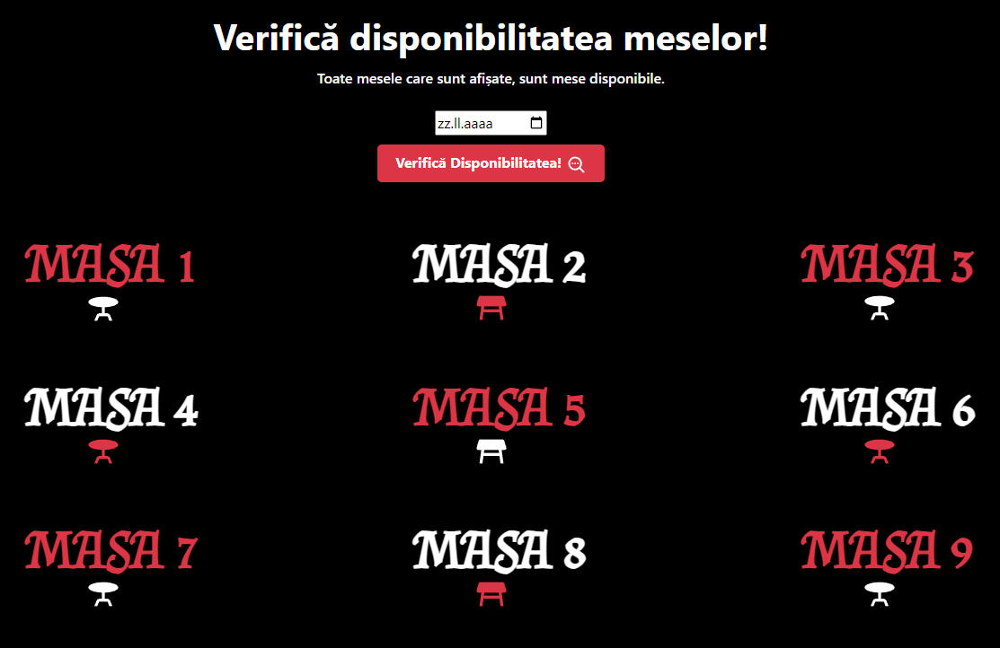 Verifică disponibilitatea meselor!
Toate mesele care sunt afișate, sunt mese disponibile.
zz.ll.aaaa
Verifică Disponibilitatea!
MASA 1
MASA 2
MASA 3
MASA 4
MASA 5
MASA 6
MASA 7
MASA 8
MASA 9